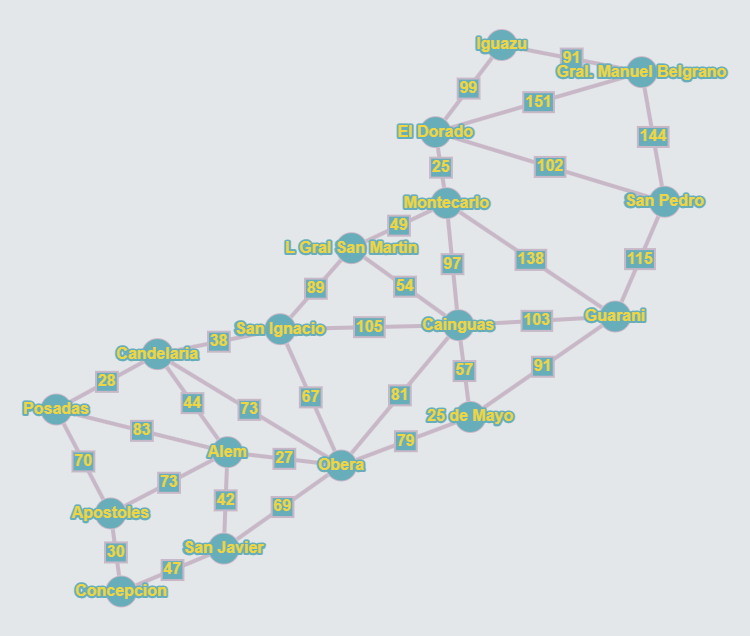 Iguazu
91
Gral. Manuel Belgrano
99
151
El Dorado
144
25
102
Montecarlo
San Pedro
49
L Gral San Martin
97
138
115
89
54
Guarani
San Ignacio
105
Cainguas
103
38
Candelaria
28
57
91
44
73
67
81
Posadas
25 de Mayo
83
79
70
Alem
27
Obera
73
42
69
Apostoles
30
San Javier
47
Concepcion